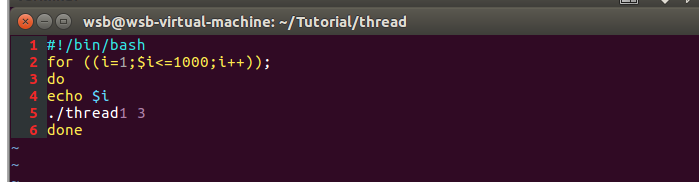 wsb@wsb-virtual-machine: ~/Tutorial/thread
1 #!/bin/bash
2 for ((i=1;$i<=1000;i++));
3 do
4 echo $i
5 ./thread1 3
6 done
~
~
~